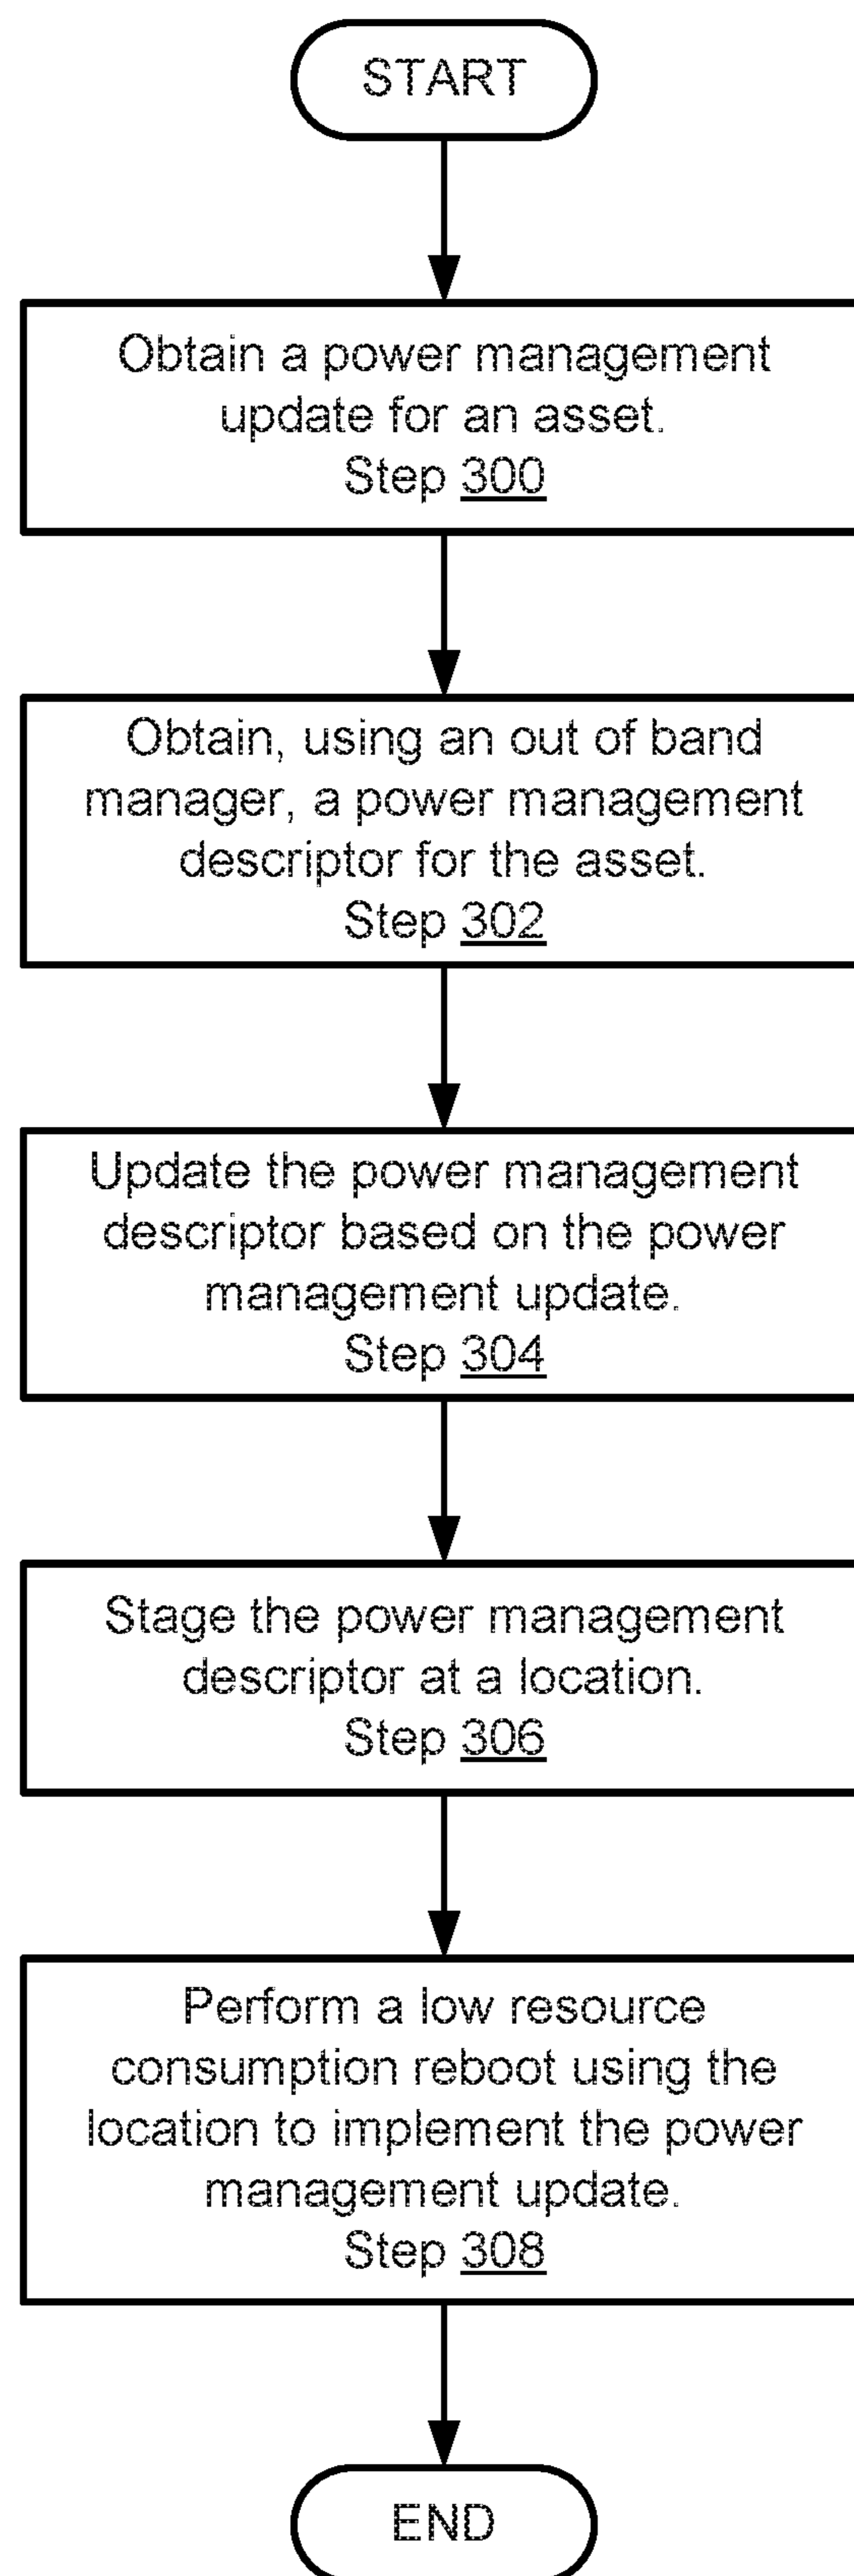 START
Obtain a power management
update for an asset.
Step 300
Obtain, using an out of band
manager, a power management
descriptor for the asset.
Step 302
Update the power management
descriptor based on the power
management update.
Step 304
Stage the power management
descriptor at a location.
Step 306
Perform a low resource
consumption reboot using the
location to implement the power
management update.
Step 308
END